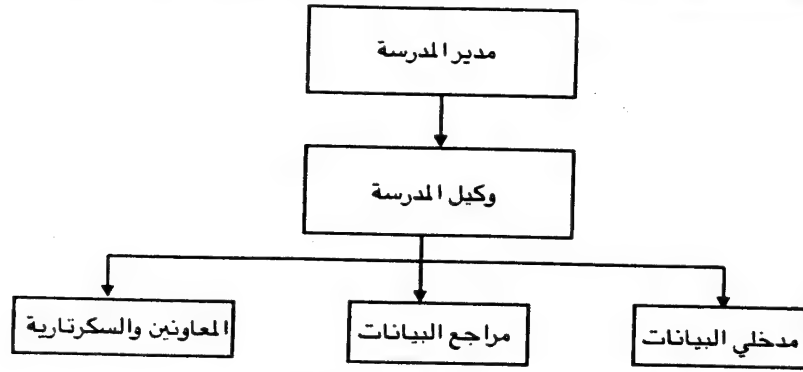 مدير المدرسة
وكيل المدرسة
مدخلي البيانات
مراجع البيانات
المعاونين والسكرتارية